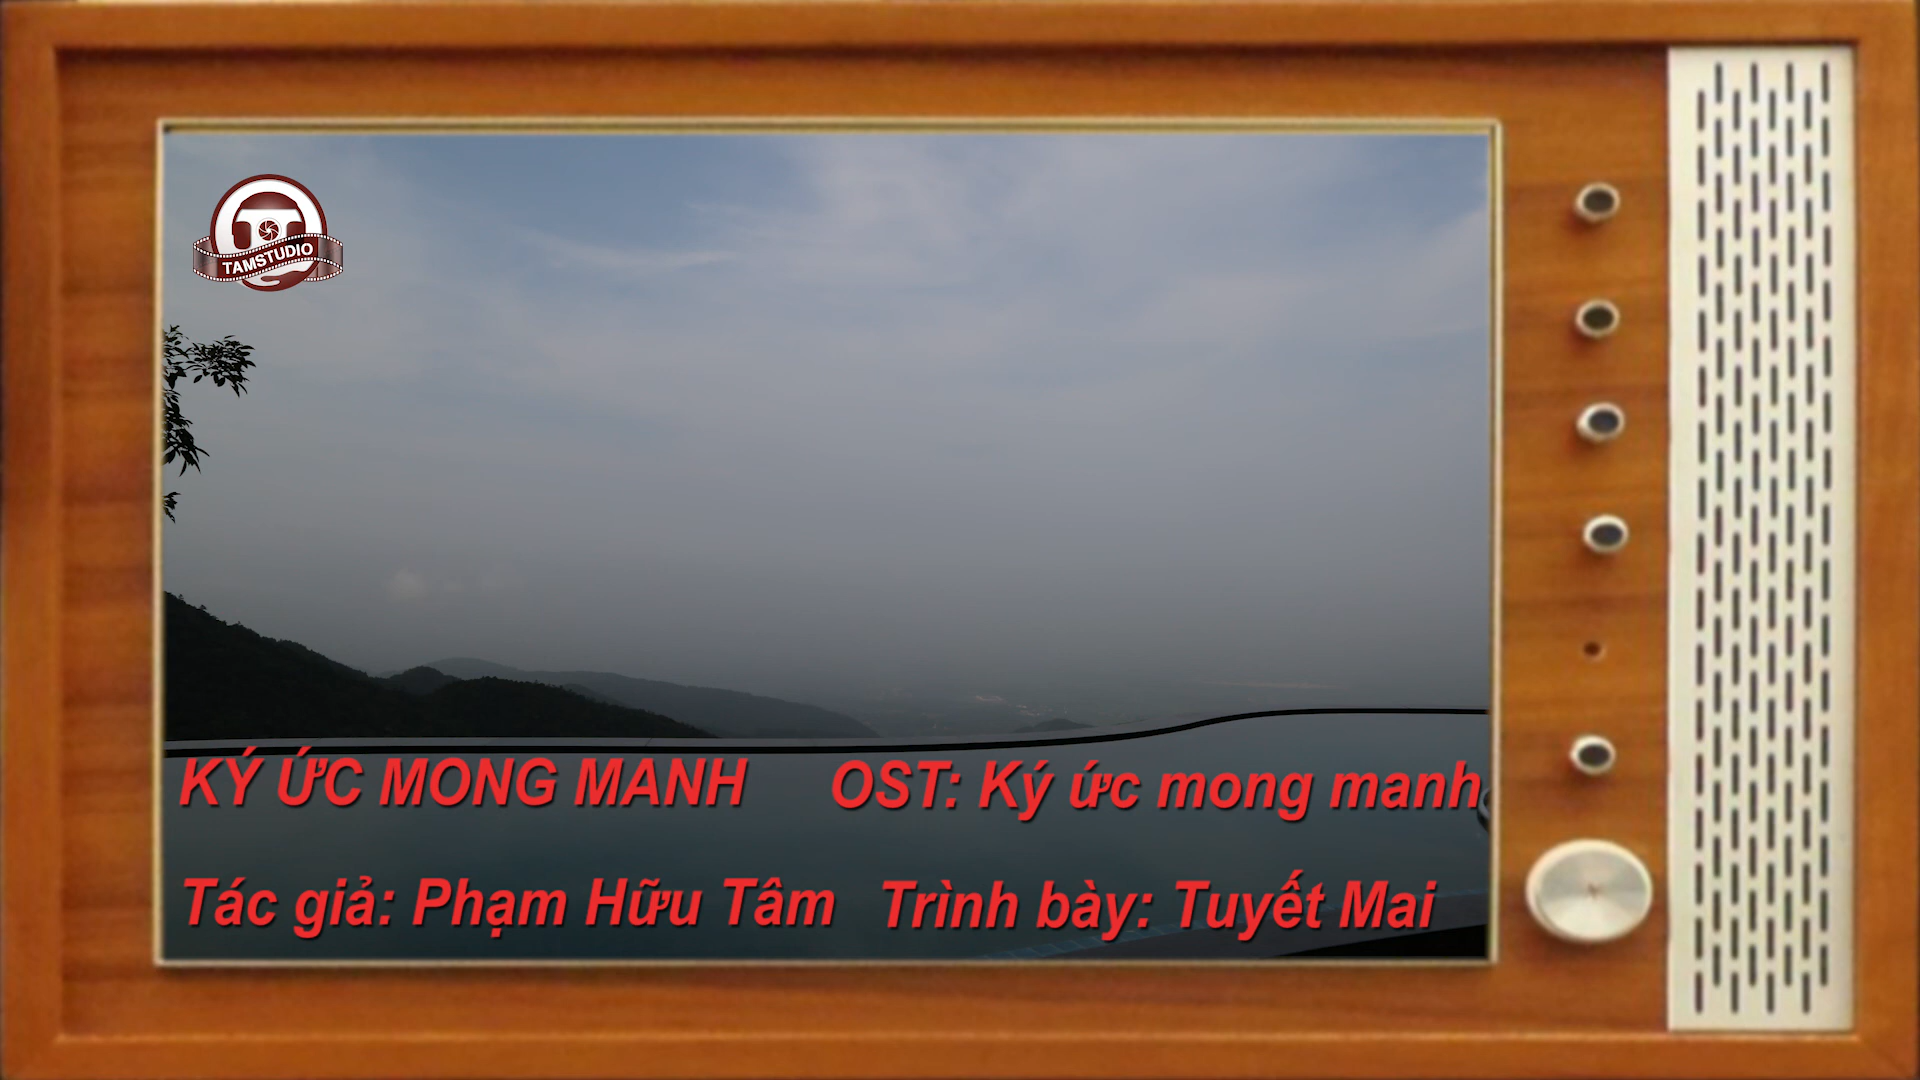 TAMSTUDIO
KÝ ỨC MONG MANH
OST: Ký ức mong manh
Tác giả: Phạm Hữu Tâm
Trình bày: Tuyết Mai